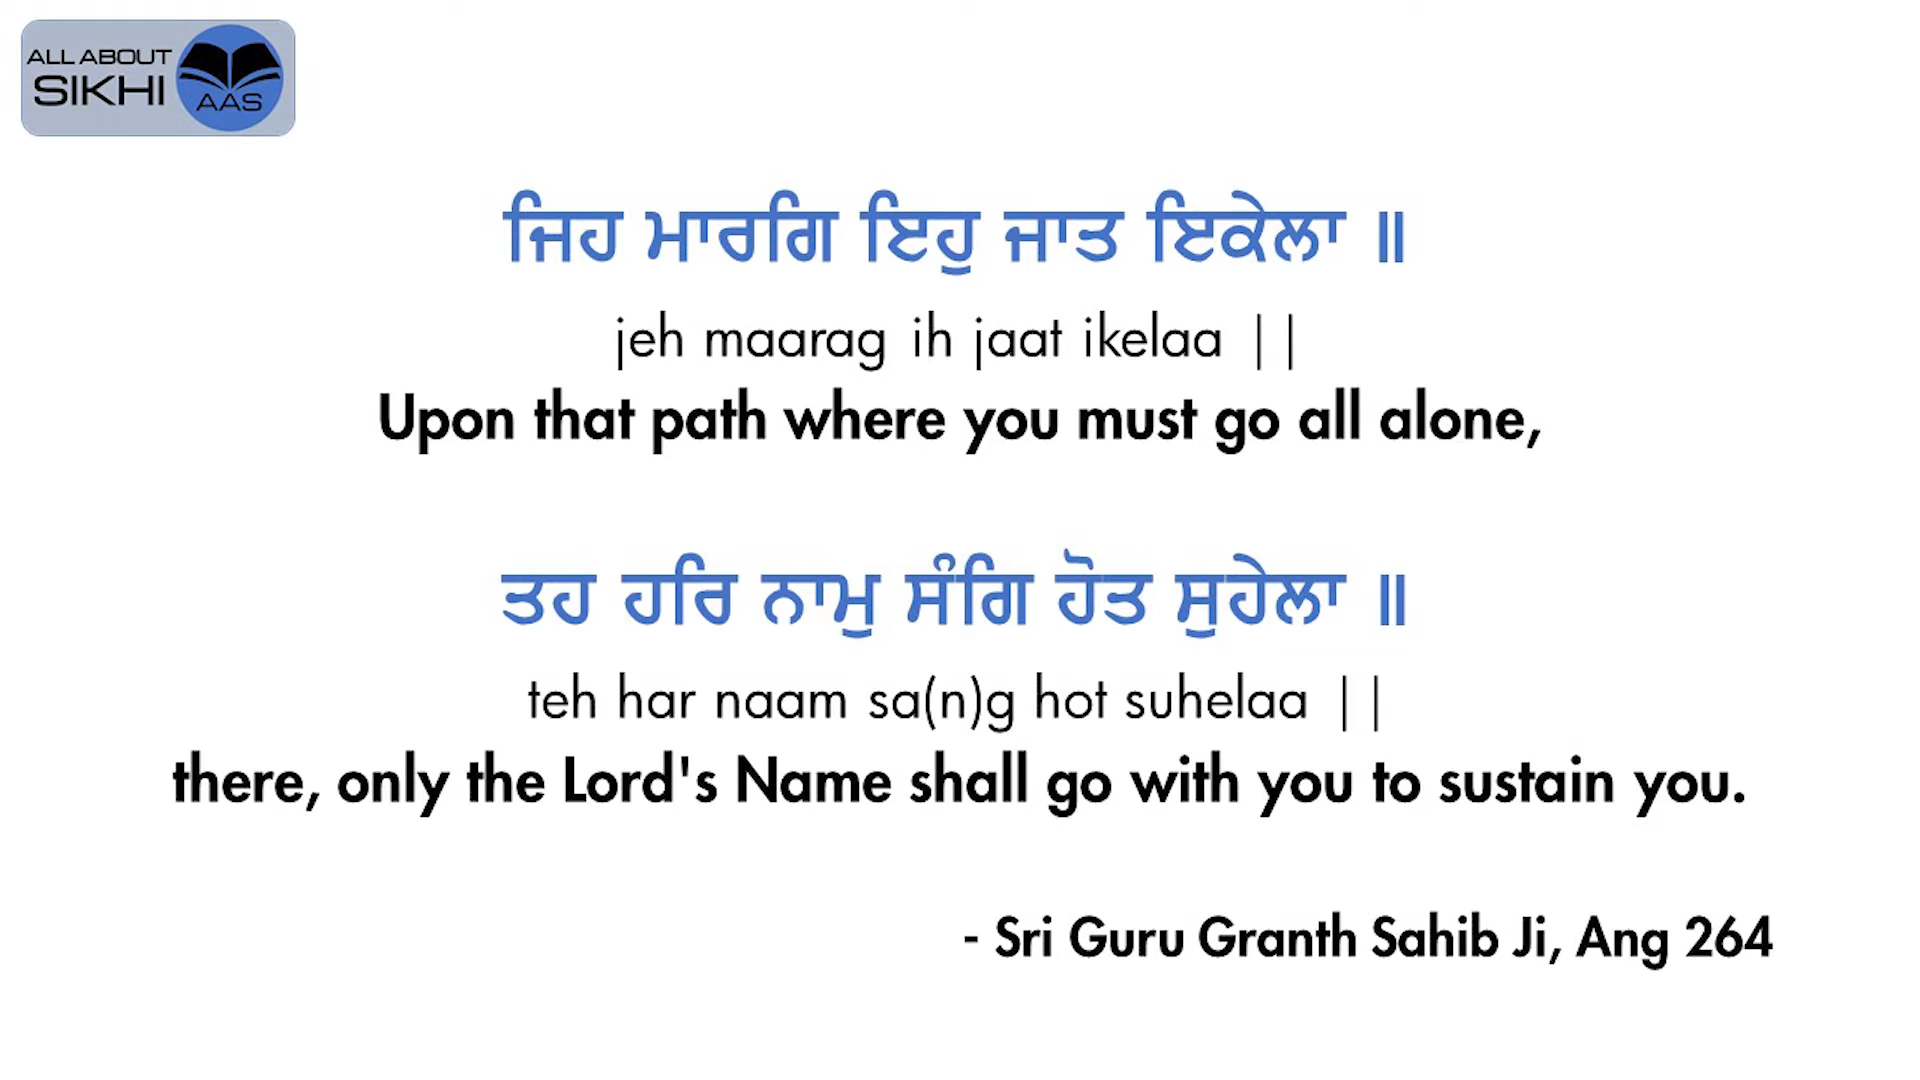 ALL ABOUT
SIKHI
AAS
ਜਿਹ ਮਾਰਗਿ ਇਹੁ ਜਾਤ ਇਕੇਲਾ ॥
jeh maarag ih jaat ikelaa ||
Upon that path where you must go all alone,
ਤਹ ਹਰਿ ਨਾਮੁ ਸੰਗਿ ਹੋਤ ਸੁਹੇਲਾ ॥
teh har naam sa(n)g hot suhelaa ||
there, only the Lord's Name shall go with you to sustain you.
- Sri Guru Granth Sahib Ji, Ang 264